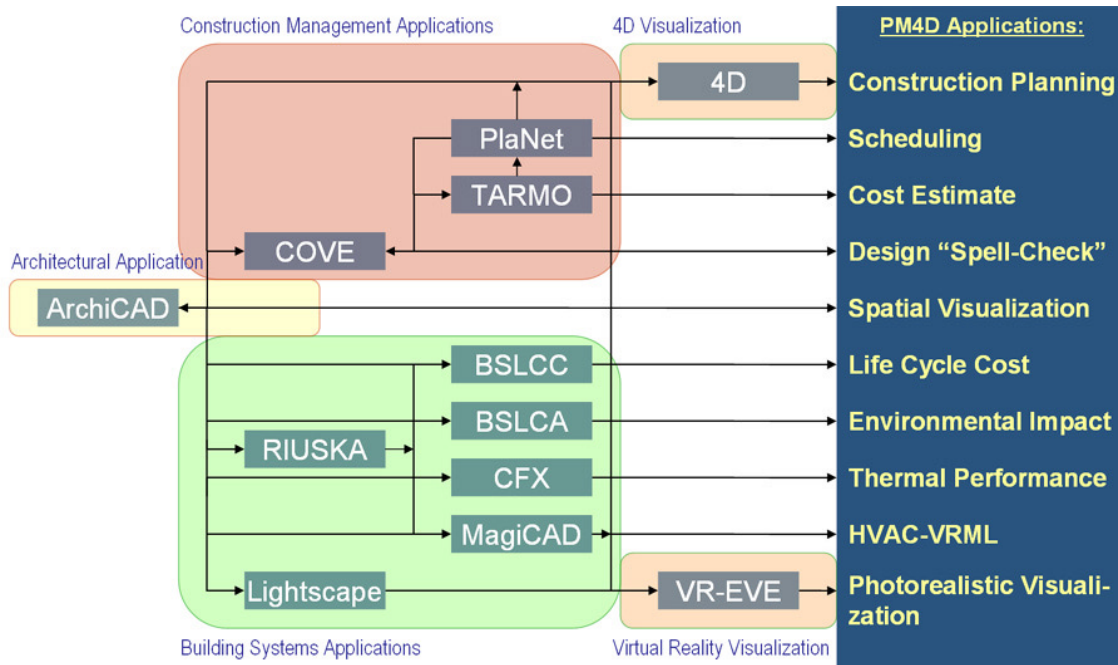 Construction Management Applications
4D Visualization
PM4D Applications:
4D
Construction Planning
PlaNet
Scheduling
TARMO
Cost Estimate
COVE
Design “Spell-Check”
Architectural Application
ArchiCAD
Spatial Visualization
BSLCC
Life Cycle Cost
BSLCA
Environmental Impact
RIUSKA
CFX
Thermal Performance
MagiCAD
HVAC-VRML
Lightscape
VR-EVE
Photorealistic Visuali-
zation
Building Systems Applications
Virtual Reality Visualization